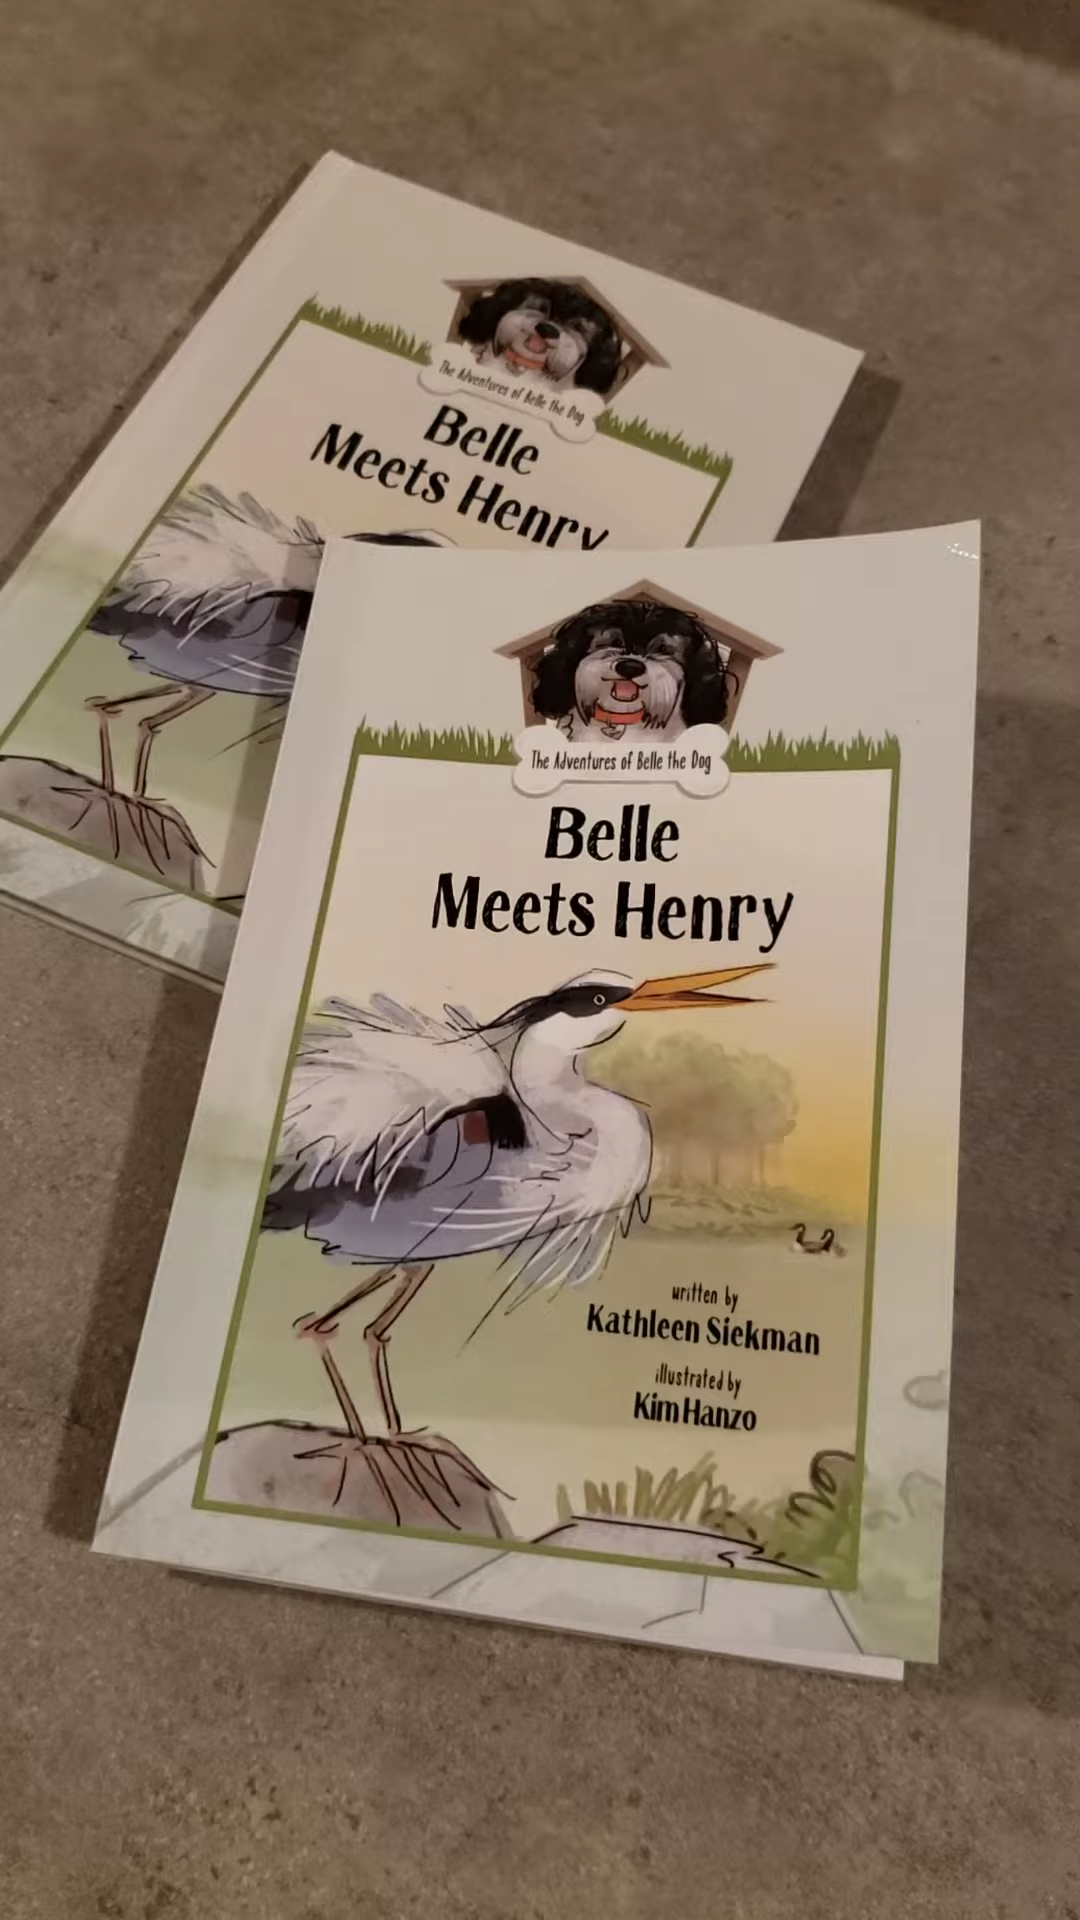 The Adventures of Belle the Dog
Belle
Meets Henry
The Adventures of Belle the Dog
Belle
Meets Henry
written by
Kathleen Siekman
illustrated by
Kim Hanzo